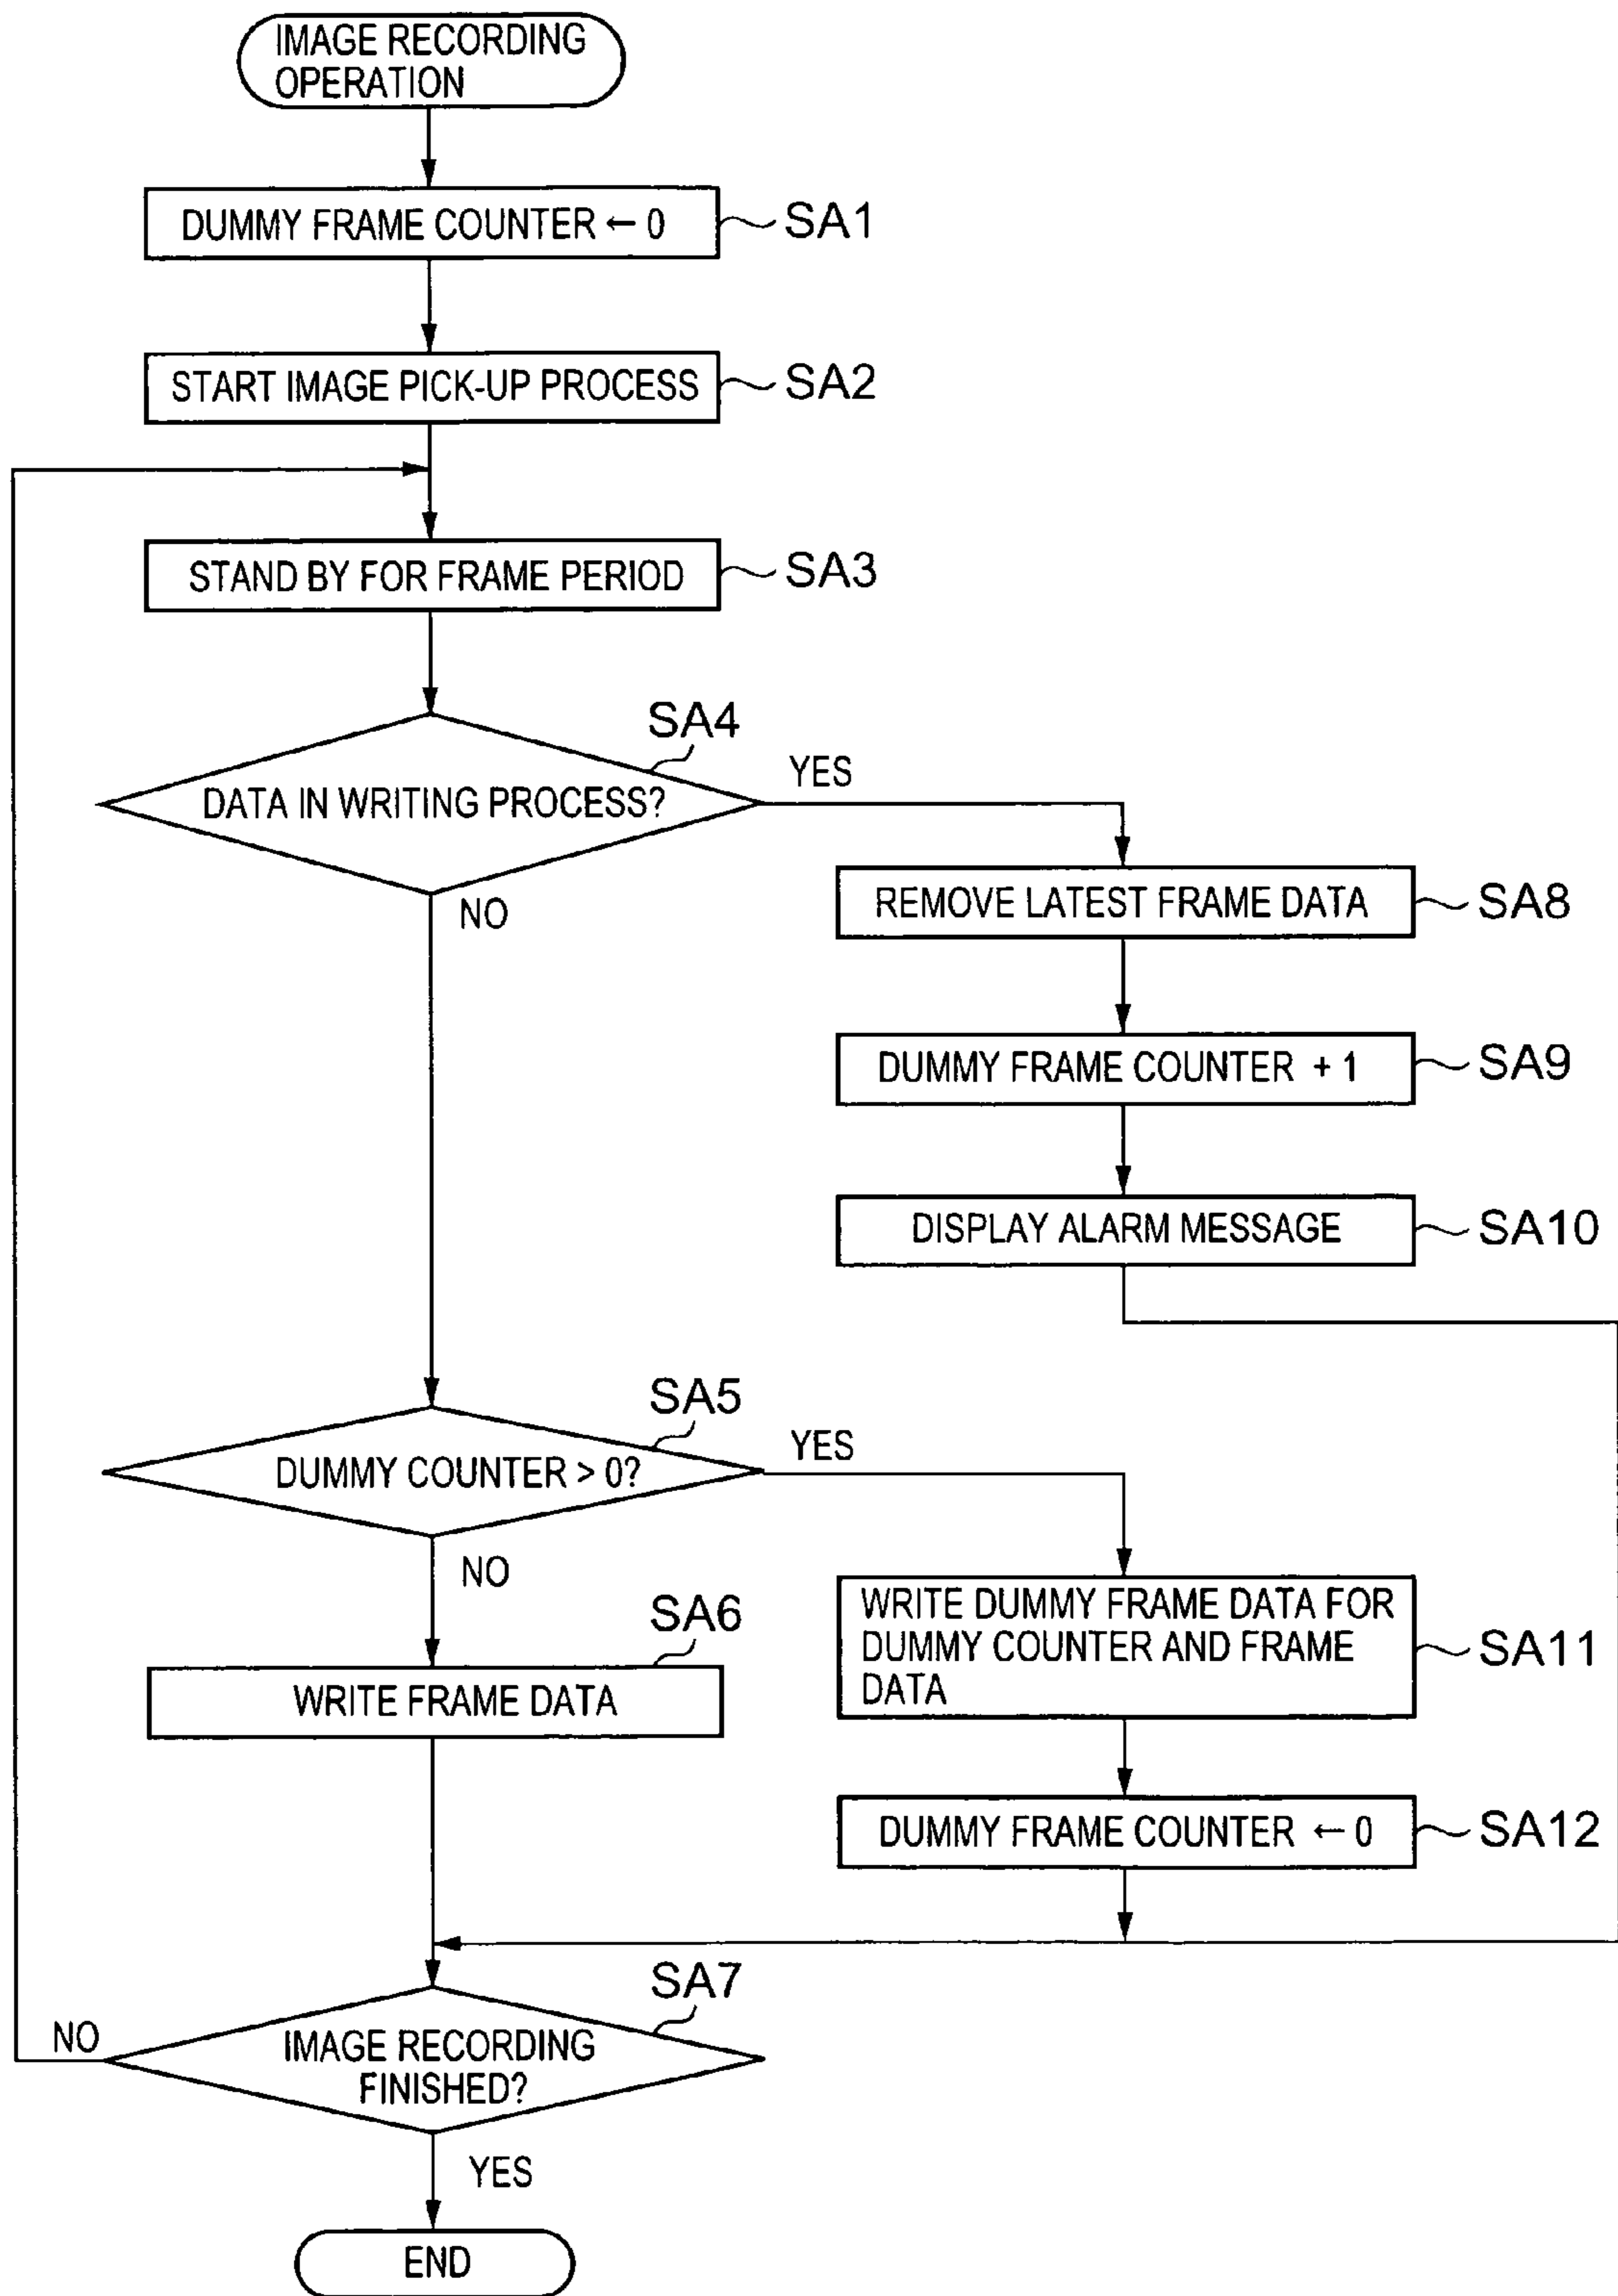 IMAGE RECORDING
OPERATION
DUMMY FRAME COUNTER ← 0
SA1
START IMAGE PICK-UP PROCESS
SA2
STAND BY FOR FRAME PERIOD
SA3
SA4
DATA IN WRITING PROCESS?
YES
NO
REMOVE LATEST FRAME DATA
SA8
DUMMY FRAME COUNTER + 1
SA9
DISPLAY ALARM MESSAGE
SA10
SA5
DUMMY COUNTER > 0?
YES
NO
SA6
WRITE FRAME DATA
WRITE DUMMY FRAME DATA FOR
DUMMY COUNTER AND FRAME
DATA
SA11
DUMMY FRAME COUNTER ← 0
SA12
SA7
IMAGE RECORDING
FINISHED?
NO
YES
END